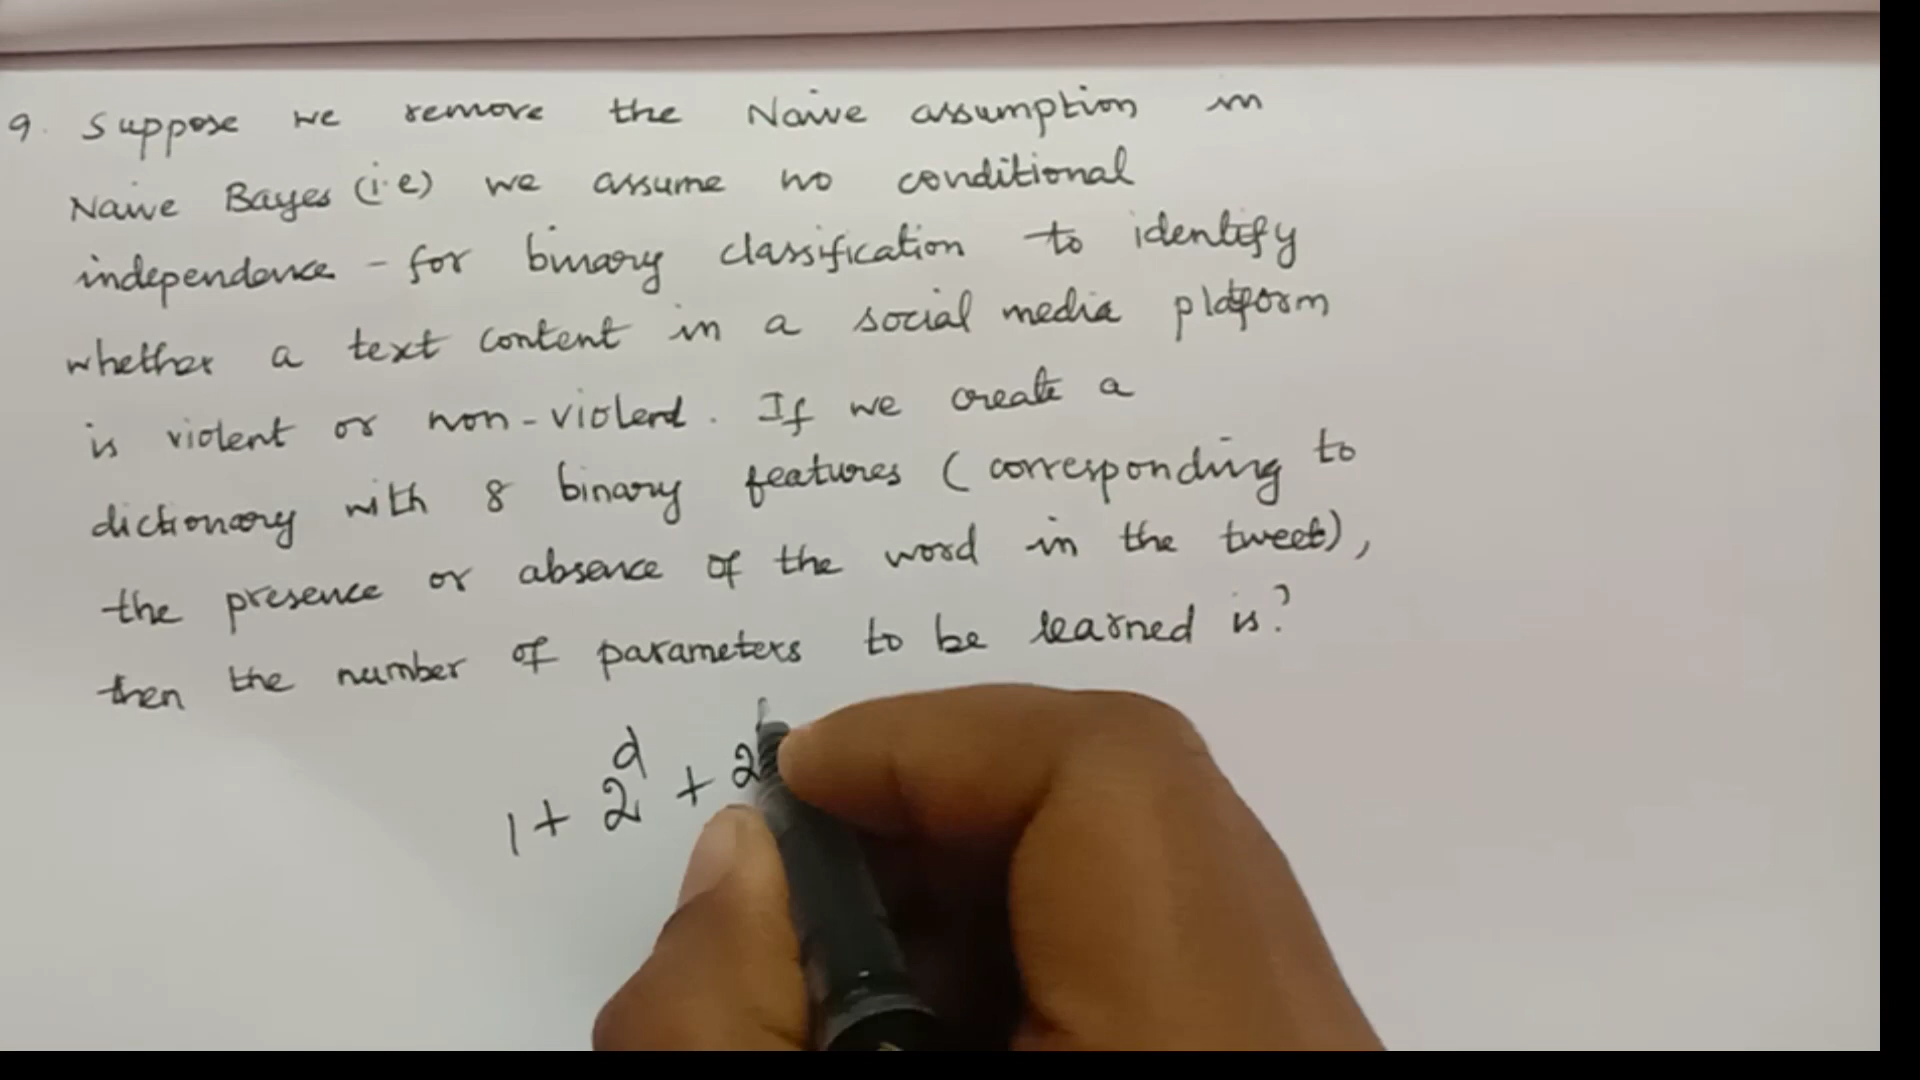 9. Suppose we remove the Naive assumption in
Naive Bayes (i.e) we assume no conditional
independence - for binary classification to identify
whether a text content in a social media platform
is violent or non-violent. If we create a
dictionary with 8 binary features (corresponding to
the presence or absence of the word in the tweet),
then the number of parameters to be learned is?
1 + 2^d + 2